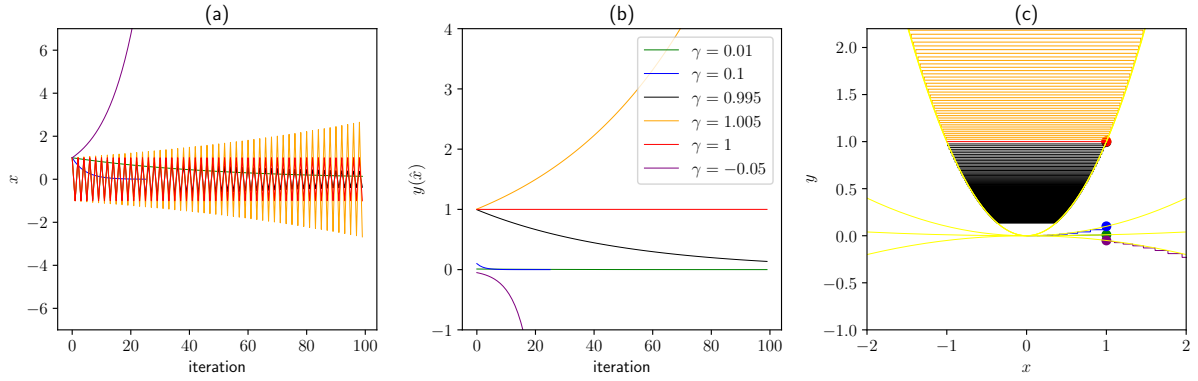 (a)
6
4
2
0
−2
−4
−6
x
0
20
40
60
80
100
iteration
(b)
4
3
2
1
0
−1
y(x̄)
0
20
40
60
80
100
iteration
γ = 0.01
γ = 0.1
γ = 0.995
γ = 1.005
γ = 1
γ = −0.05
(c)
2.0
1.5
1.0
0.5
0.0
−0.5
−1.0
y
−2
−1
0
1
2
x